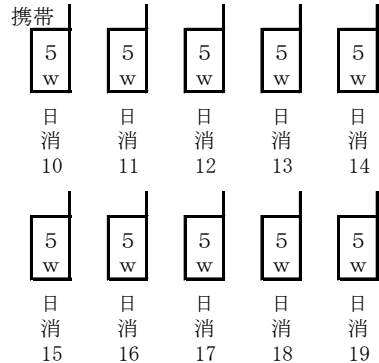 携帯
5 5 5 5 5
w w w w w
日 日 日 日 日
消 消 消 消 消
10 11 12 13 14
5 5 5 5 5
w w w w w
日 日 日 日 日
消 消 消 消 消
15 16 17 18 19